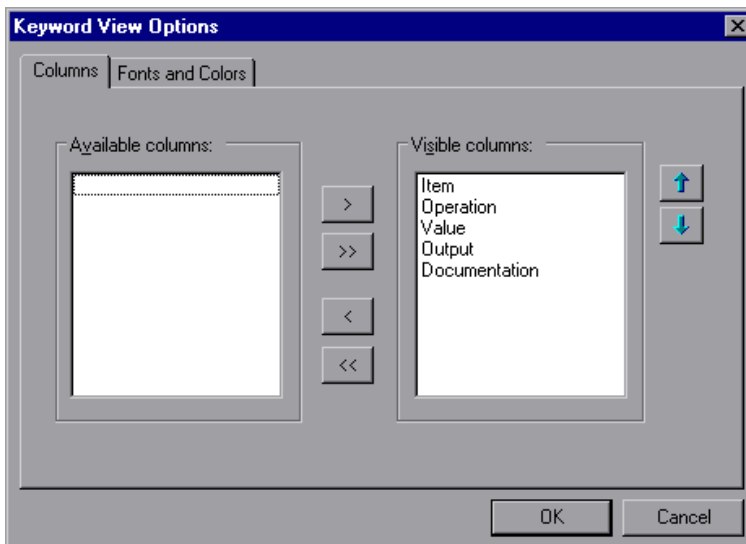 Keyword View Options
Columns
Fonts and Colors
Available columns:
Visible columns:
Item
Operation
Value
Output
Documentation
>
>>
<
<<
OK
Cancel